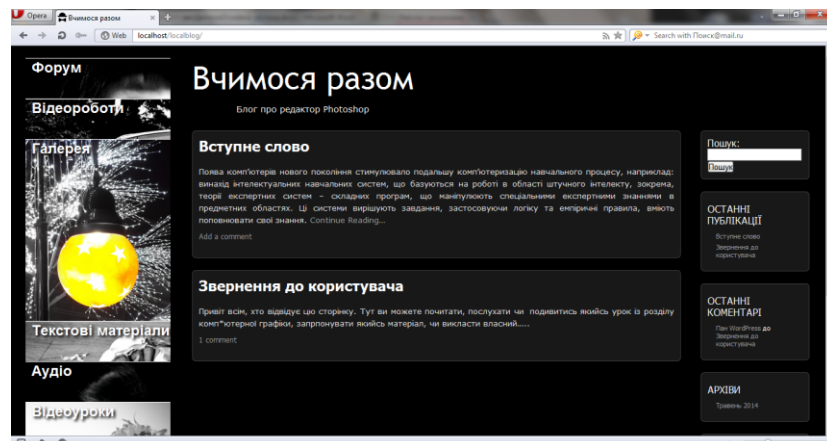 Opera
Вчимося разом
Web
localhost/localblog/
Search with Поиск@mail.ru
Форум
Відеороботи
Галерея
Текстові матеріали
Аудіо
Відеоуроки
Вчимося разом
Блог про редактор Photoshop
Вступне слово
Поява комп'ютерів нового покоління стимулювало подальшу комп'ютеризацію навчального процесу, наприклад:
винахід інтелектуальних навчальних систем, що базуються на роботі в області штучного інтелекту, зокрема,
теорії експертних систем – складних програм, що маніпулюють спеціальними експертними знаннями в
предметних областях. Ці системи вирішують завдання, застосовуючи логіку та емпіричні правила, вміють
поповнювати свої знання. Continue Reading...
Add a comment
Звернення до користувача
Привіт всім, хто відвідує цю сторінку. Тут ви можете почитати, послухати чи подивитись якийсь урок із розділу
комп"ютерної графіки, запрпонувати якийсь матеріал, чи викласти власний.....
1 comment
Пошук:
Пошук
ОСТАННІ
ПУБЛІКАЦІЇ
Вступне слово
Звернення до
користувача
ОСТАННІ
КОМЕНТАРІ
Пан WordPress до
Звернення до
користувача
АРХІВИ
Травень 2014